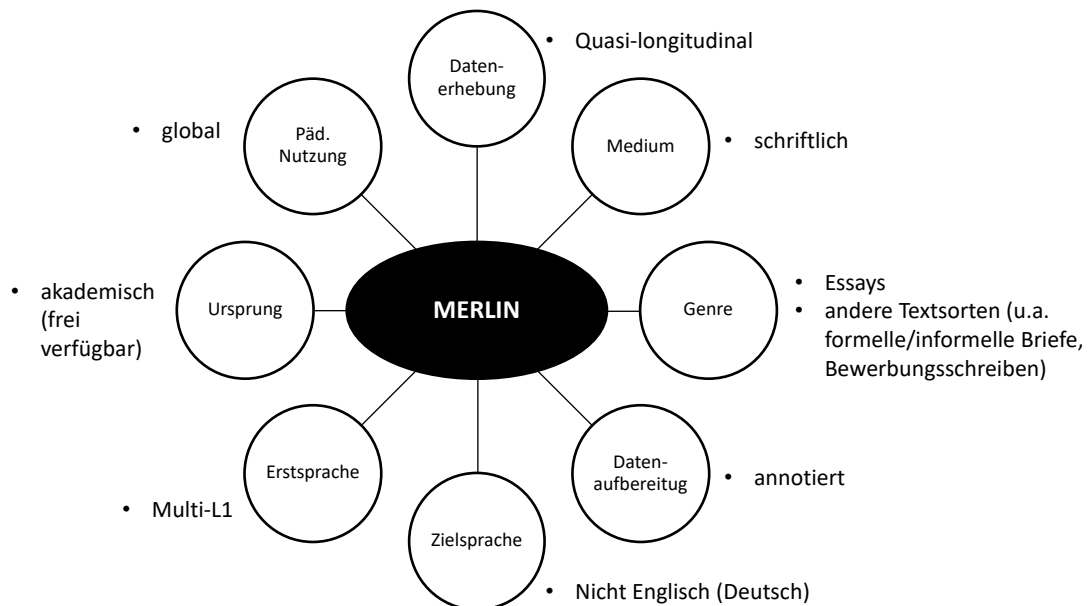 Daten-
erhebung
• Quasi-longitudinal
Medium
• schriftlich
Genre
• Essays
• andere Textsorten (u.a.
formelle/informelle Briefe,
Bewerbungsschreiben)
Daten-
aufbereitug
• annotiert
Zielsprache
• Nicht Englisch (Deutsch)
Erstsprache
• Multi-L1
Ursprung
• akademisch
(frei
verfügbar)
Päd.
Nutzung
• global
MERLIN